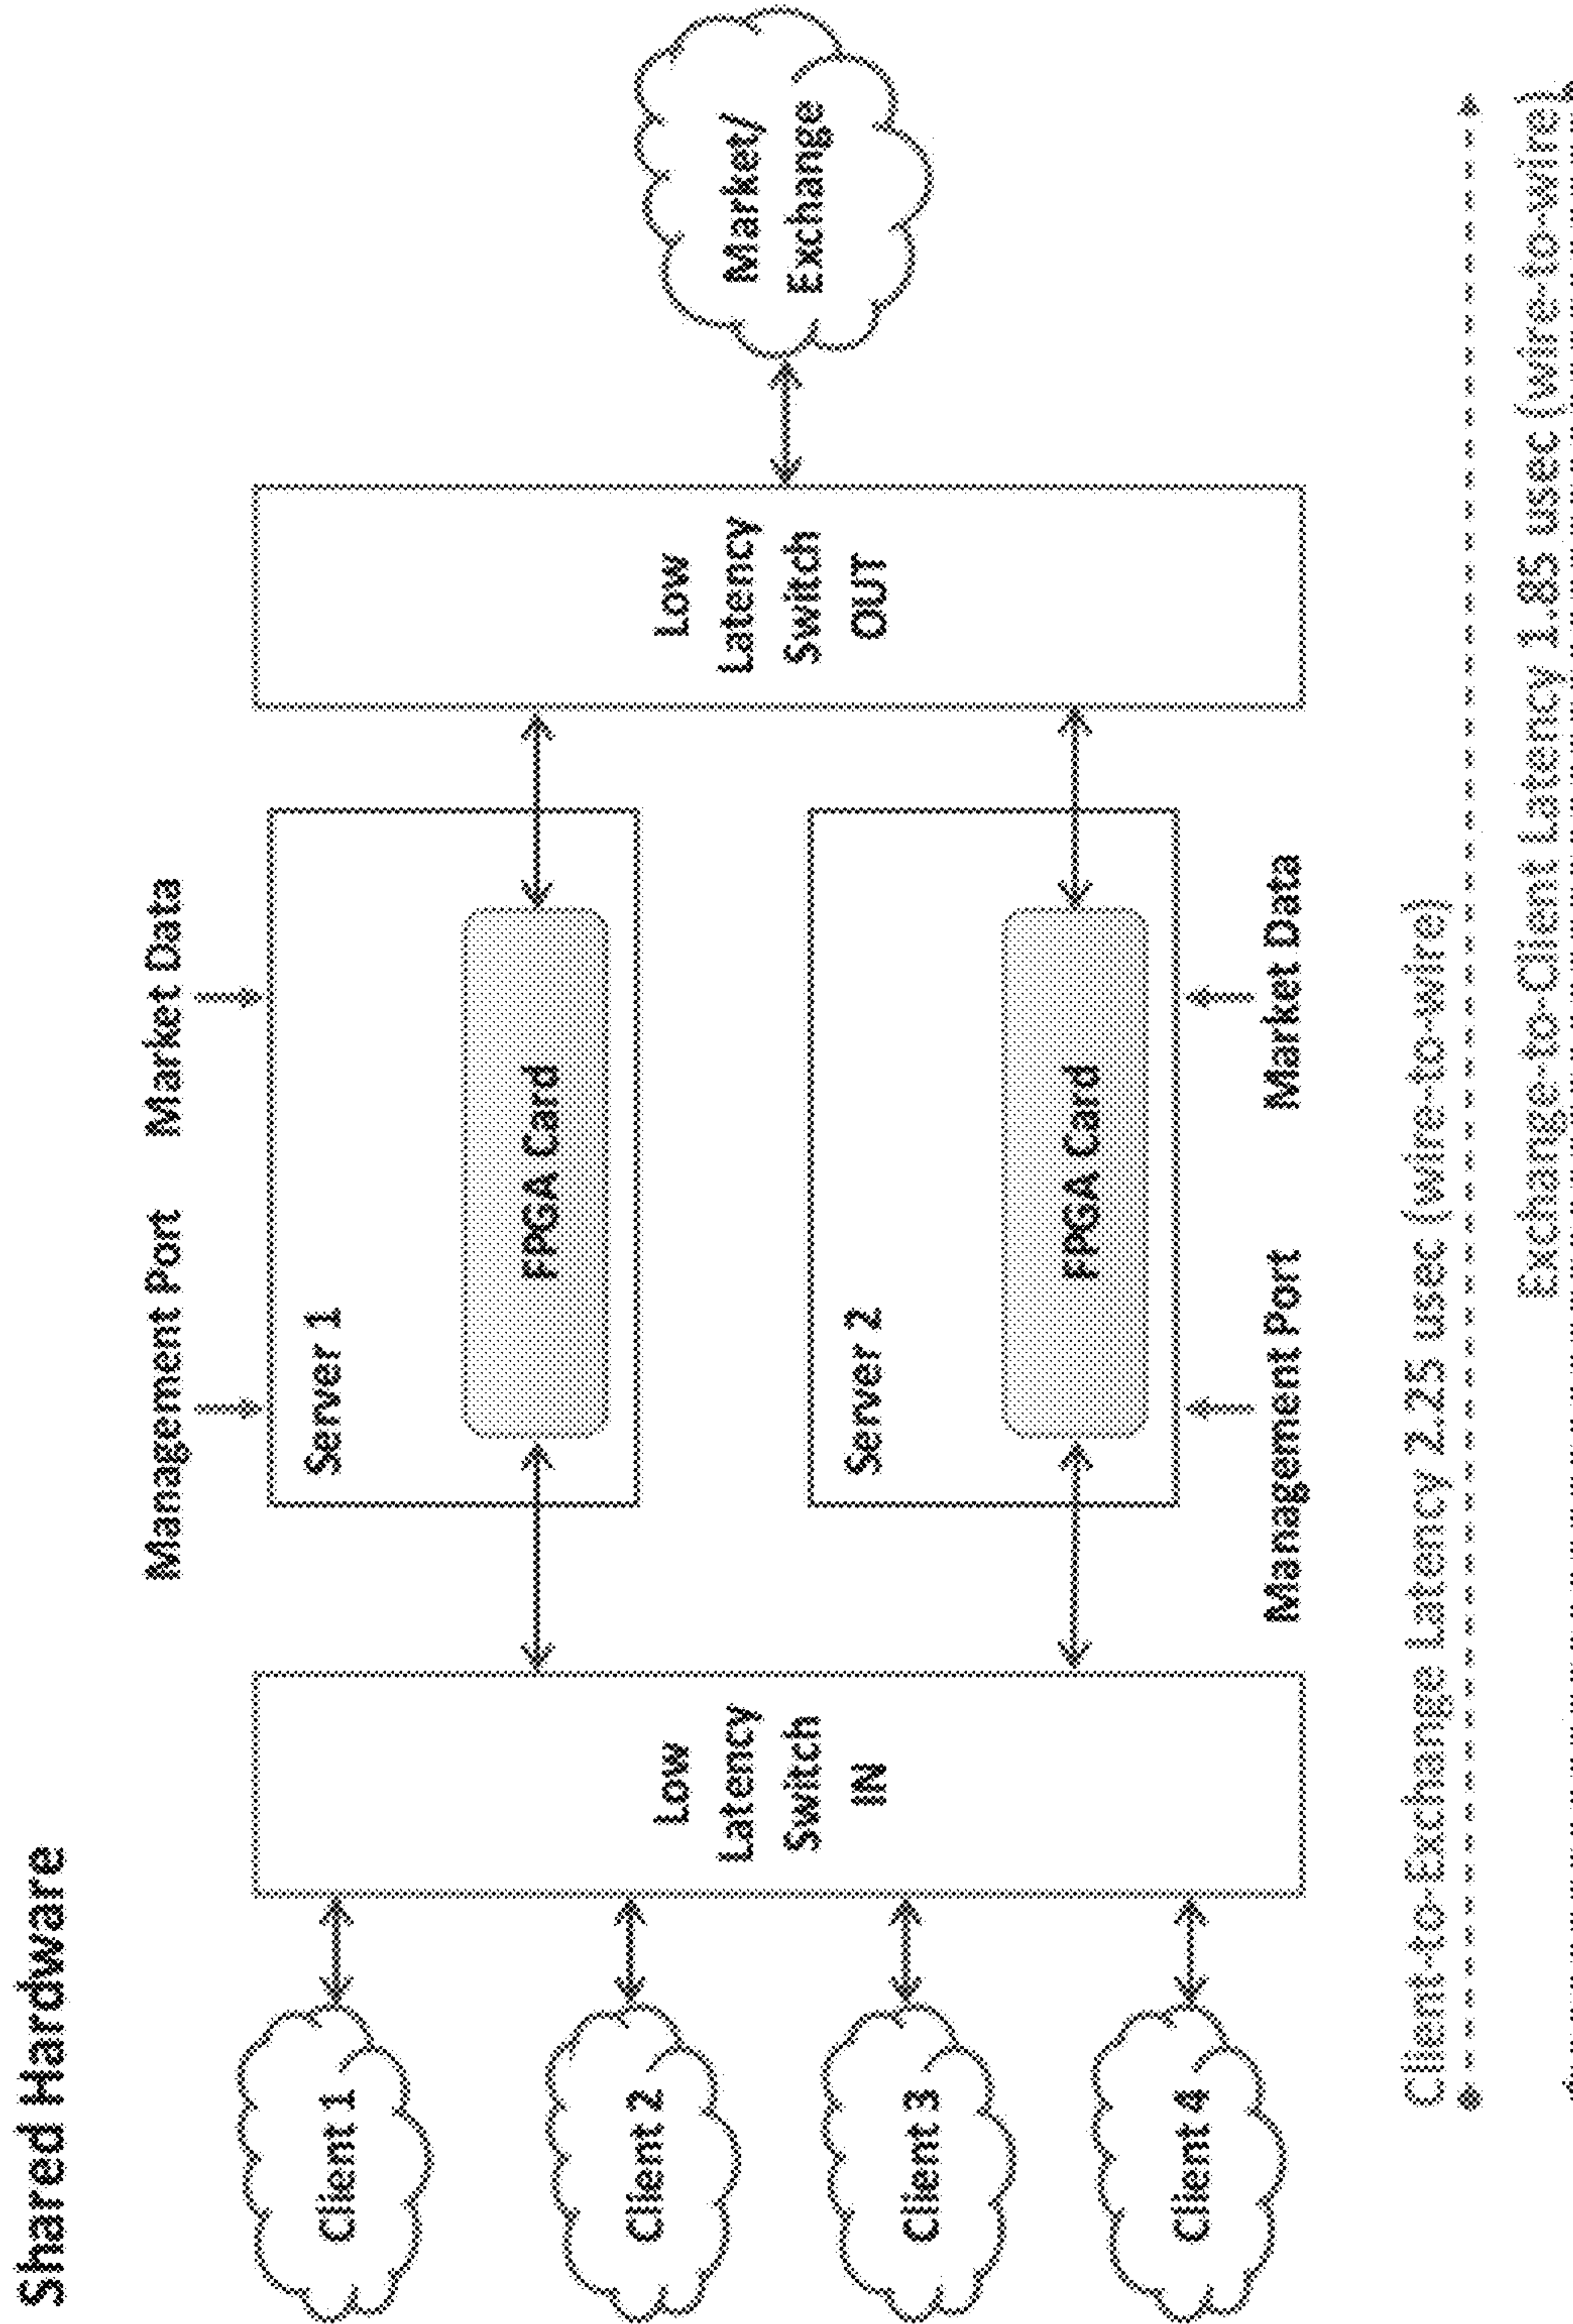 Shared Hardware
Management Port
Market Data
Client 1
Client 2
Client 3
Client 4
Low
Latency
Switch
IN
Server 1
FPGA Card
Server 2
FPGA Card
Low
Latency
Switch
OUT
Market/
Exchange
Management Port
Market Data
Client-to-Exchange Latency 2.25 usec (wire-to-wire)
Exchange-to-Client Latency 1.85 usec (wire-to-wire)